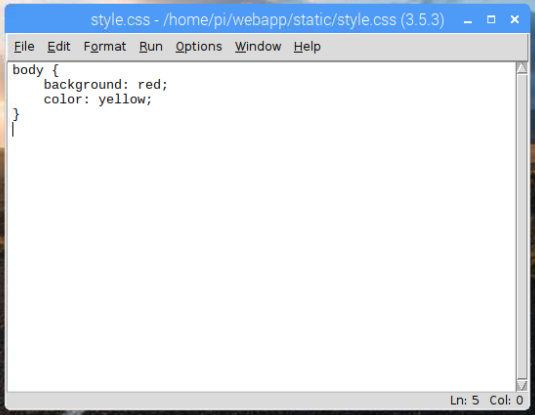 style.css - /home/pi/webapp/static/style.css (3.5.3)
File Edit Format Run Options Window Help
body {
    background: red;
    color: yellow;
}
Ln: 5 Col: 0